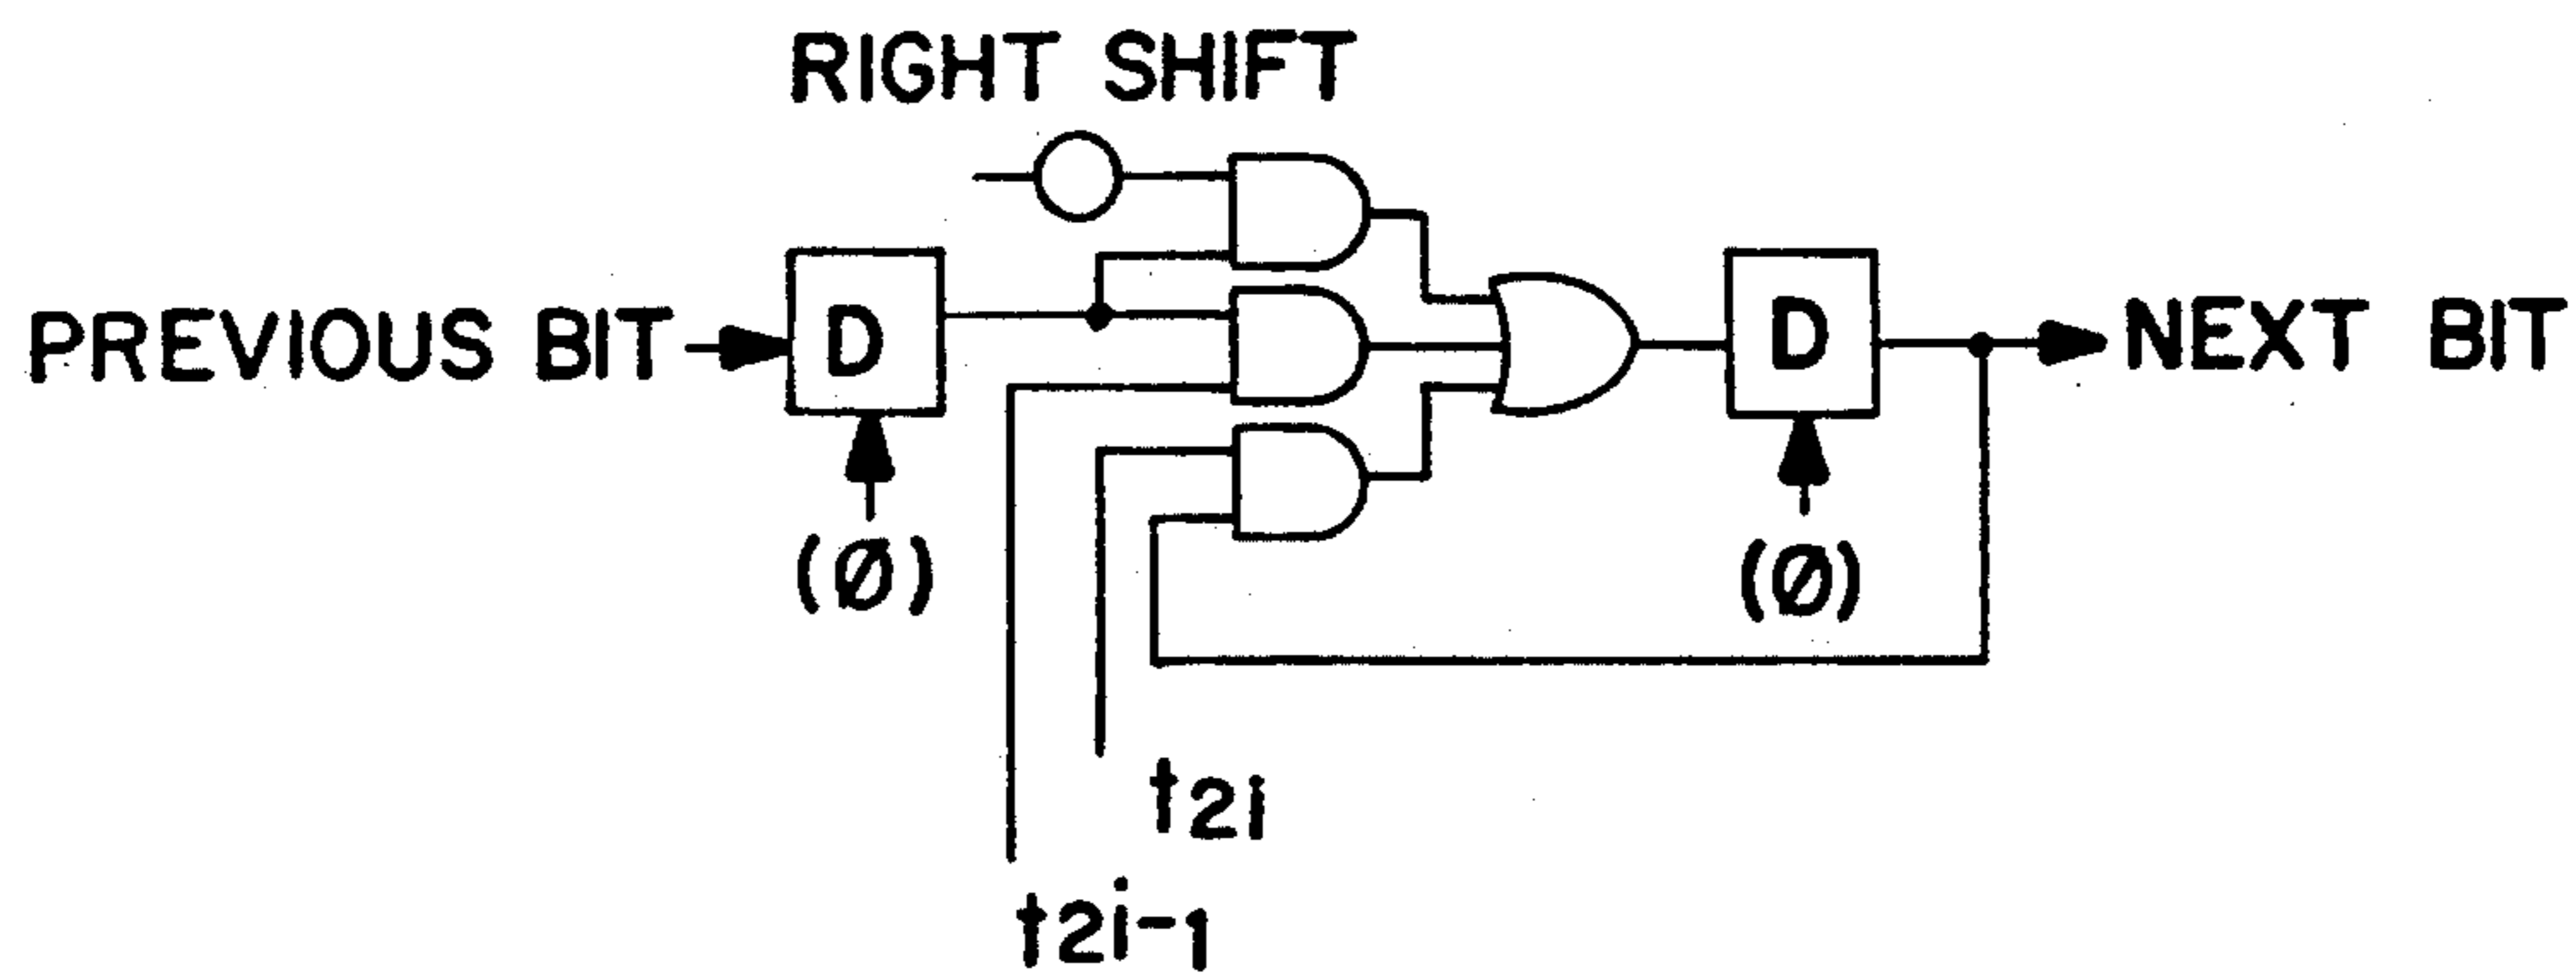 RIGHT SHIFT
PREVIOUS BIT
D
D
NEXT BIT
(Ø)
(Ø)
t2i
t2i-1